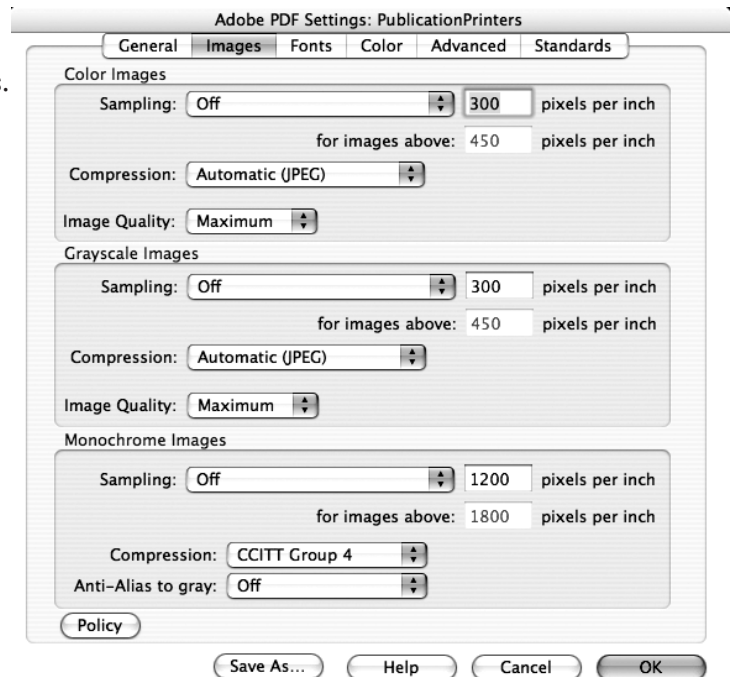 Adobe PDF Settings: PublicationPrinters
General Images Fonts Color Advanced Standards
s.
Color Images
Sampling: Off 300 pixels per inch
for images above: 450 pixels per inch
Compression: Automatic (JPEG)
Image Quality: Maximum
Grayscale Images
Sampling: Off 300 pixels per inch
for images above: 450 pixels per inch
Compression: Automatic (JPEG)
Image Quality: Maximum
Monochrome Images
Sampling: Off 1200 pixels per inch
for images above: 1800 pixels per inch
Compression: CCITT Group 4
Anti-Alias to gray: Off
Policy
Save As... Help Cancel OK